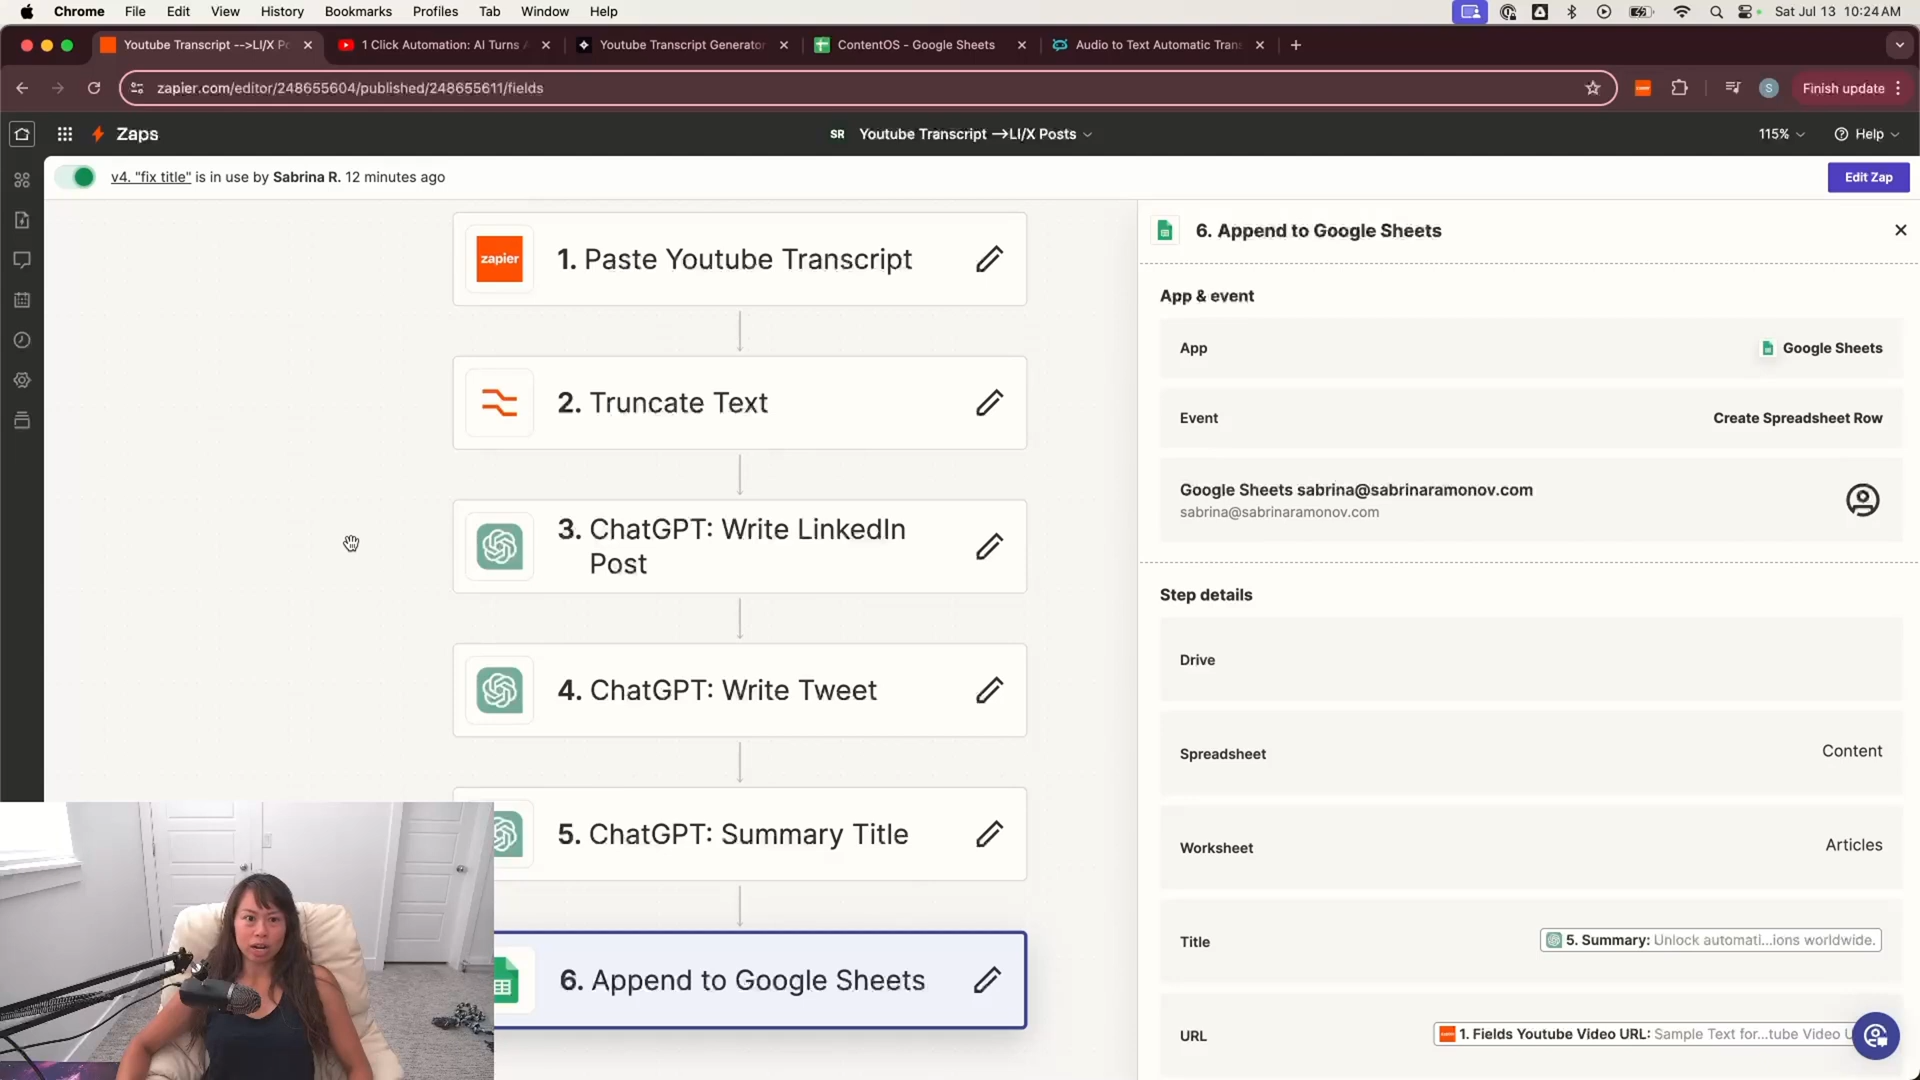 Chrome File Edit View History Bookmarks Profiles Tab Window Help
Sat Jul 13 10:24 AM
Youtube Transcript -->LI/X Po
1 Click Automation: AI Turns A
Youtube Transcript Generator
ContentOS - Google Sheets
Audio to Text Automatic Tran
zapier.com/editor/248655604/published/248655611/fields
S
Finish update
Zaps
SR Youtube Transcript ->LI/X Posts
115%
Help
v4. "fix title" is in use by Sabrina R. 12 minutes ago
Edit Zap
zapier
1. Paste Youtube Transcript
2. Truncate Text
3. ChatGPT: Write LinkedIn
Post
4. ChatGPT: Write Tweet
5. ChatGPT: Summary Title
6. Append to Google Sheets
6. Append to Google Sheets
App & event
App
Google Sheets
Event
Create Spreadsheet Row
Google Sheets sabrina@sabrinaramonov.com
sabrina@sabrinaramonov.com
Step details
Drive
Spreadsheet
Content
Worksheet
Articles
Title
5. Summary: Unlock automati...ions worldwide.
URL
1. Fields Youtube Video URL: Sample Text for...tube Video U